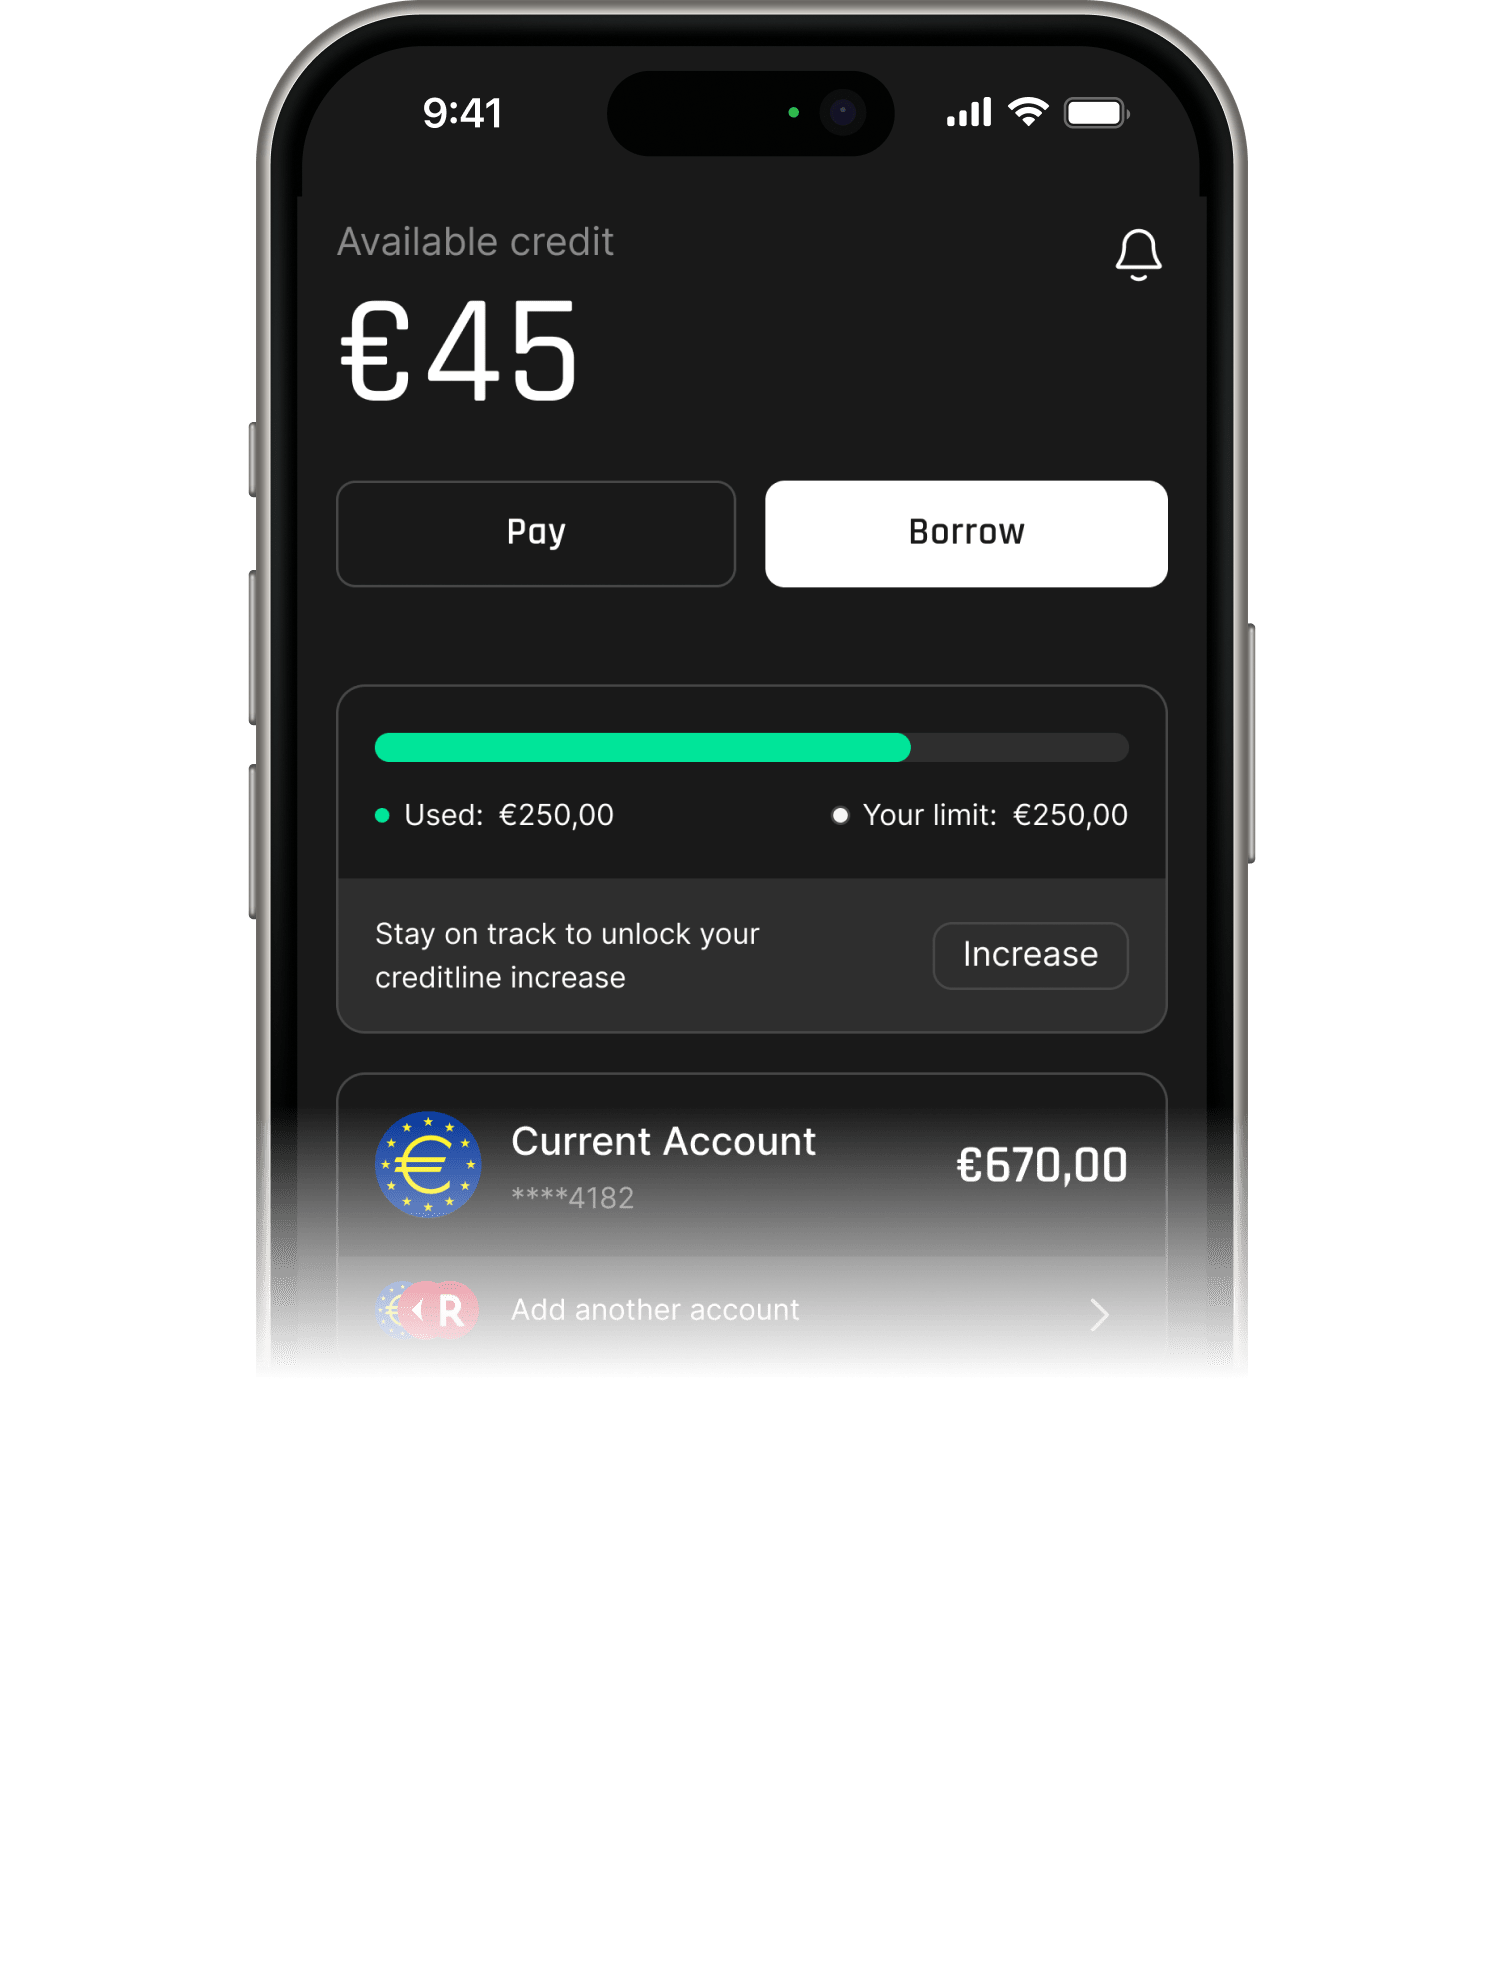 9:41
Available credit
€45
Pay
Borrow
Used: €250,00
Your limit: €250,00
Stay on track to unlock your
creditline increase
Increase
Current Account
€670,00
****4182
R
Add another account